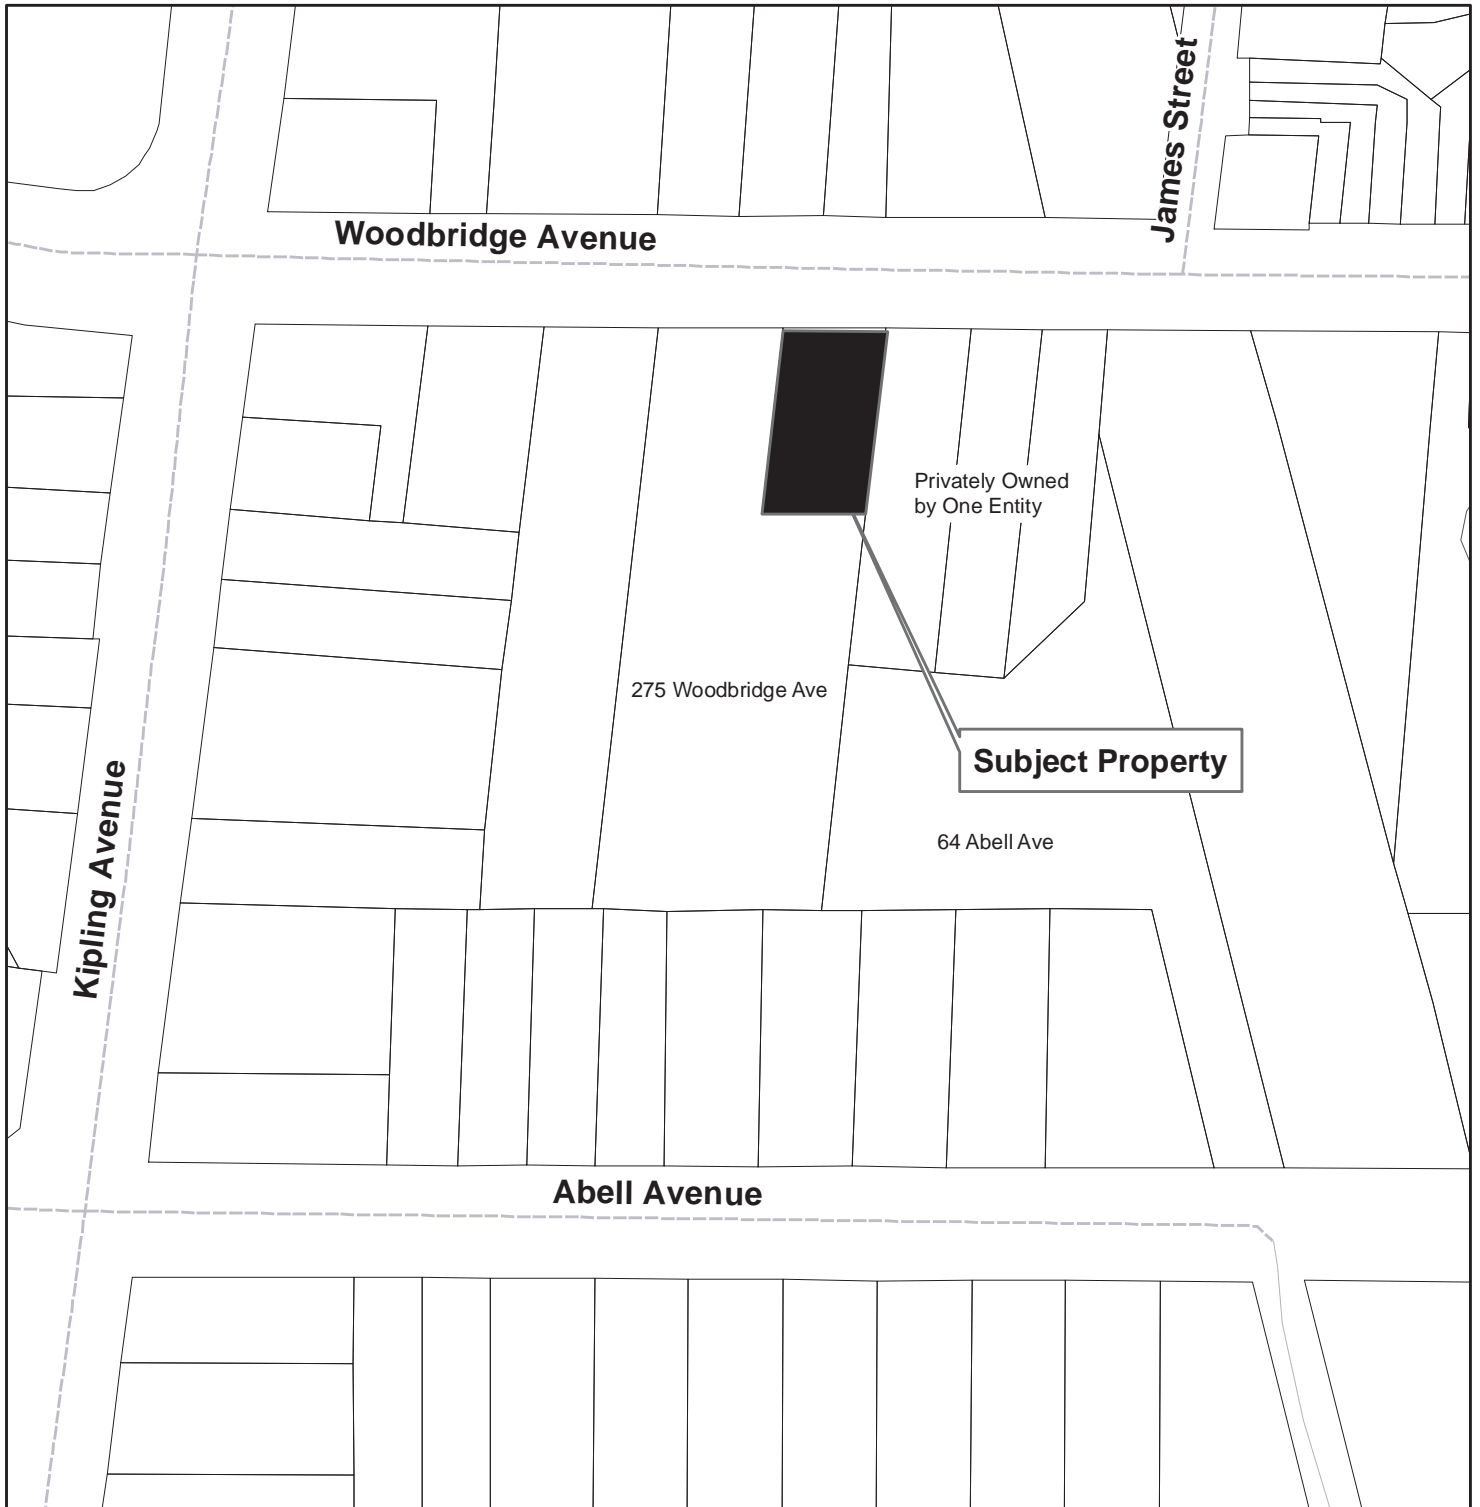 James Street
Woodbridge Avenue
Privately Owned
by One Entity
275 Woodbridge Ave
Subject Property
64 Abell Ave
Kipling Avenue
Abell Avenue